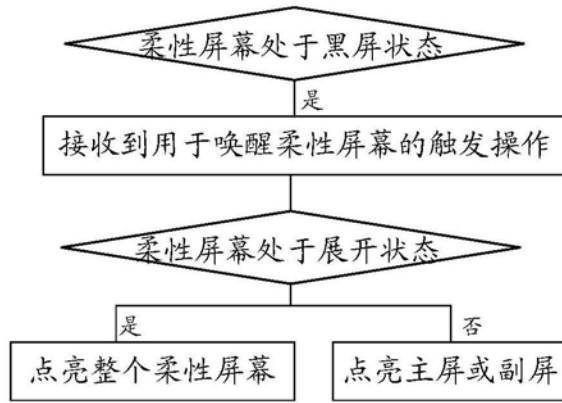 柔性屏幕处于黑屏状态
是
接收到用于唤醒柔性屏幕的触发操作
柔性屏幕处于展开状态
是
否
点亮整个柔性屏幕
点亮主屏或副屏